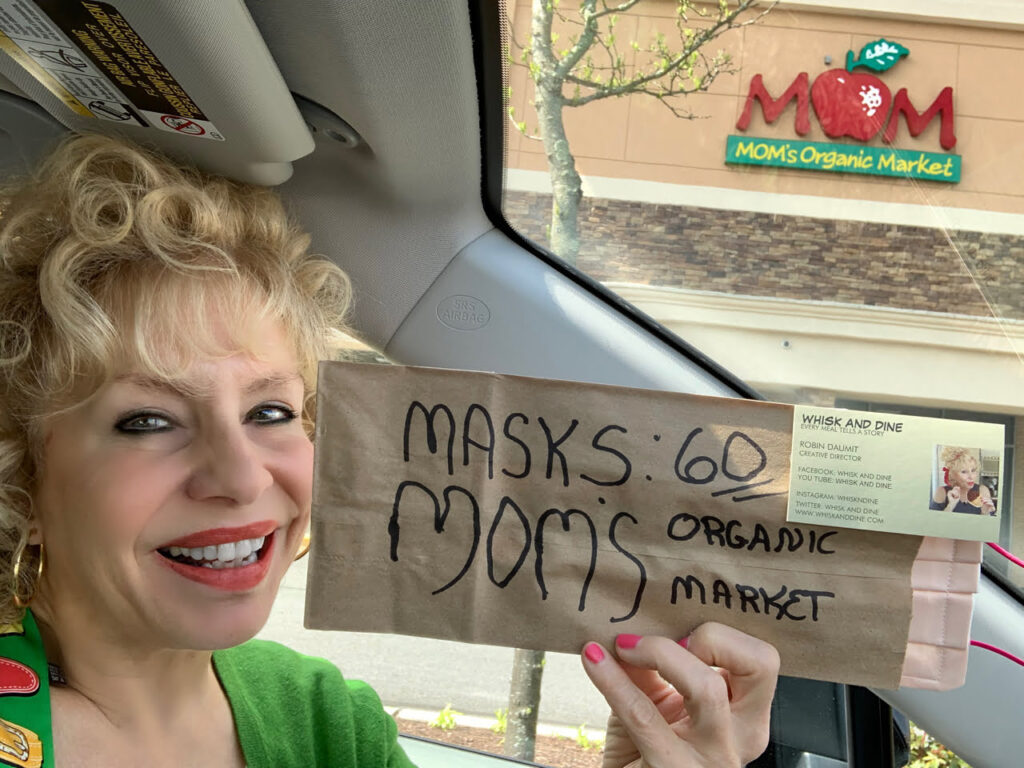 MOM
MOM's Organic Market
SRS
AIRBAG
MASKS: 60
MOM'S ORGANIC
MARKET
WHISK AND DINE
EVERY MEAL TELLS A STORY
ROBIN DAUMIT
CREATIVE DIRECTOR
FACEBOOK: WHISK AND DINE
YOU TUBE: WHISK AND DINE
INSTAGRAM: WHISKNDINE
TWITTER: WHISK AND DINE
WWW.WHISKANDDINE.COM